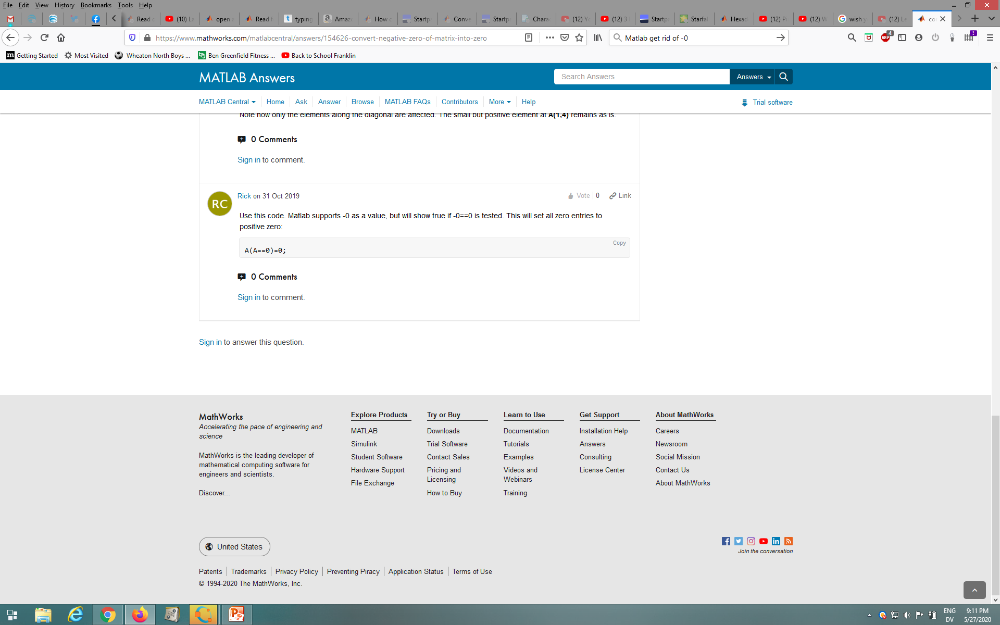 File Edit View History Bookmarks Tools Help
Read
(10) La
open
Read f
typing
Amaz
How c
Startp
Conve
Startp
Chara
(12) Yo
(12) 3
Startp
Starfal
Hexad
(12) P
(12) W
wish y
(12) Le
co
https://www.mathworks.com/matlabcentral/answers/154626-convert-negative-zero-of-matrix-into-zero
Matlab get rid of -0
ABP 4
Getting Started Most Visited Wheaton North Boys ... Ben Greenfield Fitness ... Back to School Franklin
MATLAB Answers
Search Answers Answers
MATLAB Central Home Ask Answer Browse MATLAB FAQs Contributors More Help Trial software
Note how only the elements along the diagonal are affected. The small but positive element at A(1,4) remains as is.
0 Comments
Sign in to comment.
RC
Rick on 31 Oct 2019 Vote 0 Link
Use this code. Matlab supports -0 as a value, but will show true if -0==0 is tested. This will set all zero entries to
positive zero:
Copy
A(A==0)=0;
0 Comments
Sign in to comment.
Sign in to answer this question.
MathWorks
Accelerating the pace of engineering and
science
MathWorks is the leading developer of
mathematical computing software for
engineers and scientists.
Discover...
Explore Products
MATLAB
Simulink
Student Software
Hardware Support
File Exchange
Try or Buy
Downloads
Trial Software
Contact Sales
Pricing and
Licensing
How to Buy
Learn to Use
Documentation
Tutorials
Examples
Videos and
Webinars
Training
Get Support
Installation Help
Answers
Consulting
License Center
About MathWorks
Careers
Newsroom
Social Mission
Contact Us
About MathWorks
United States
Join the conversation
Patents Trademarks Privacy Policy Preventing Piracy Application Status Terms of Use
© 1994-2020 The MathWorks, Inc.
ENG 9:11 PM
DV 5/27/2020